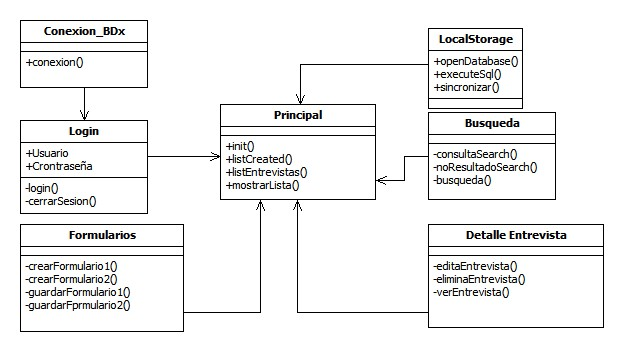 Conexion_BDx
+conexion()
LocalStorage
+openDatabase()
+executeSql()
+sincronizar()
Login
+Usuario
+Crontraseña
-login()
-cerrarSesion()
Principal
+init()
+listCreated()
+listEntrevistas()
+mostrarLista()
Busqueda
-consultaSearch()
-noResultadoSearch()
-busqueda()
Formularios
-crearFormulario1()
-crearFormulario2()
-guardarFormulario1()
-guardarFprmulario2()
Detalle Entrevista
-editaEntrevista()
-eliminaEntrevista()
-verEntrevista()